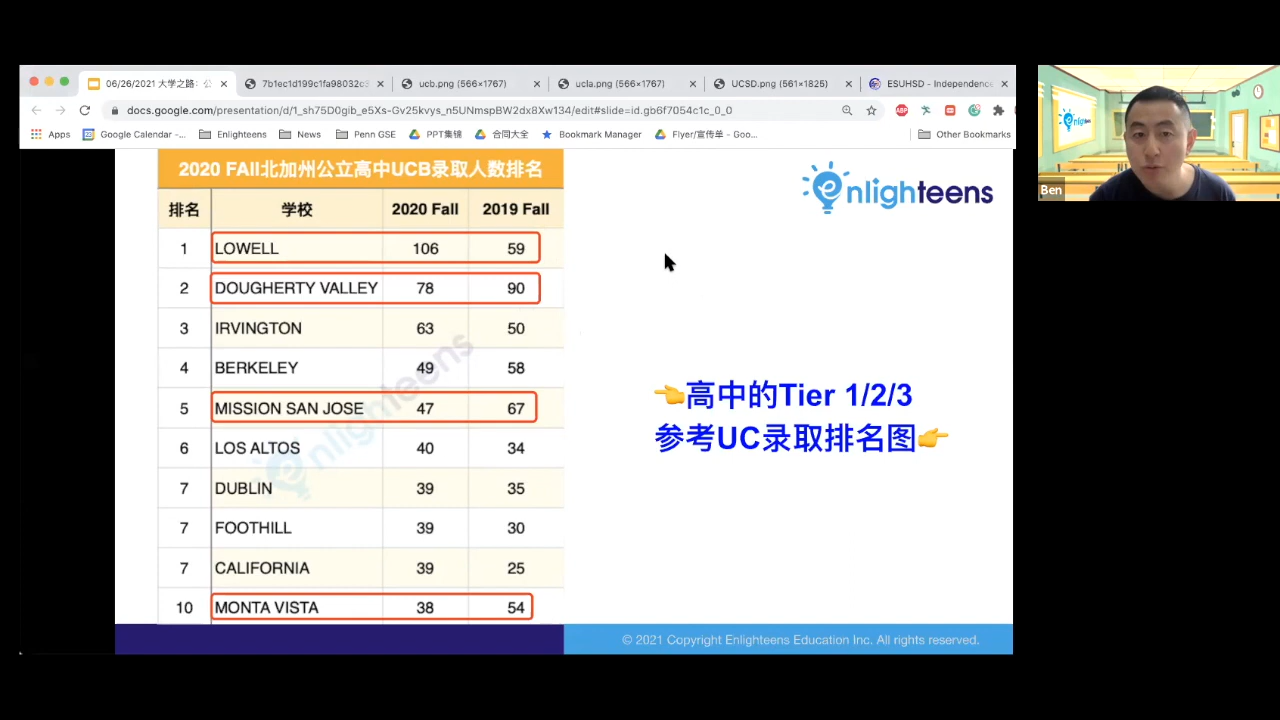 06/26/2021 大学之路：公
7b1ec1d199c1fa98032c
ucb.png (566×1767)
ucla.png (566×1767)
UCSD.png (561×1825)
ESUHSD - Independence
docs.google.com/presentation/d/1_sh75D0gib_e5Xs-Gv25kvys_n5UNmspBW2dx8Xw134/edit#slide=id.gb6f7054c1c_0_0
Apps
Google Calendar -...
Enlighteens
News
Penn GSE
PPT集锦
合同大全
Bookmark Manager
Flyer/宣传单 - Goo...
Other Bookmarks
2020 FAll北加州公立高中UCB录取人数排名
排名 学校 2020 Fall 2019 Fall
1 LOWELL 106 59
2 DOUGHERTY VALLEY 78 90
3 IRVINGTON 63 50
4 BERKELEY 49 58
5 MISSION SAN JOSE 47 67
6 LOS ALTOS 40 34
7 DUBLIN 39 35
7 FOOTHILL 39 30
7 CALIFORNIA 39 25
10 MONTA VISTA 38 54
enlighteens
enlighteens
👈高中的Tier 1/2/3
参考UC录取排名图👉
© 2021 Copyright Enlighteens Education Inc. All rights reserved.
Ben